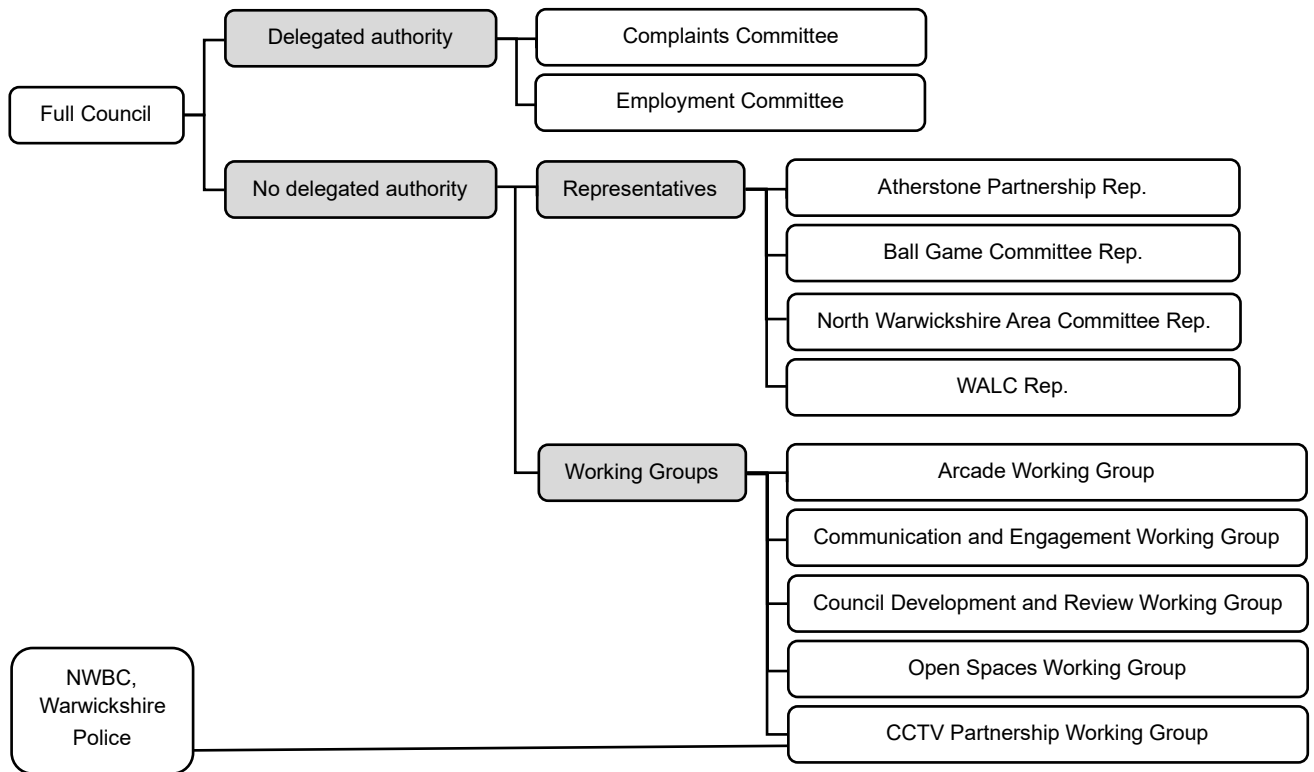 Delegated authority
Complaints Committee
Employment Committee
Full Council
No delegated authority
Representatives
Atherstone Partnership Rep.
Ball Game Committee Rep.
North Warwickshire Area Committee Rep.
WALC Rep.
Working Groups
Arcade Working Group
Communication and Engagement Working Group
Council Development and Review Working Group
Open Spaces Working Group
CCTV Partnership Working Group
NWBC,
Warwickshire
Police